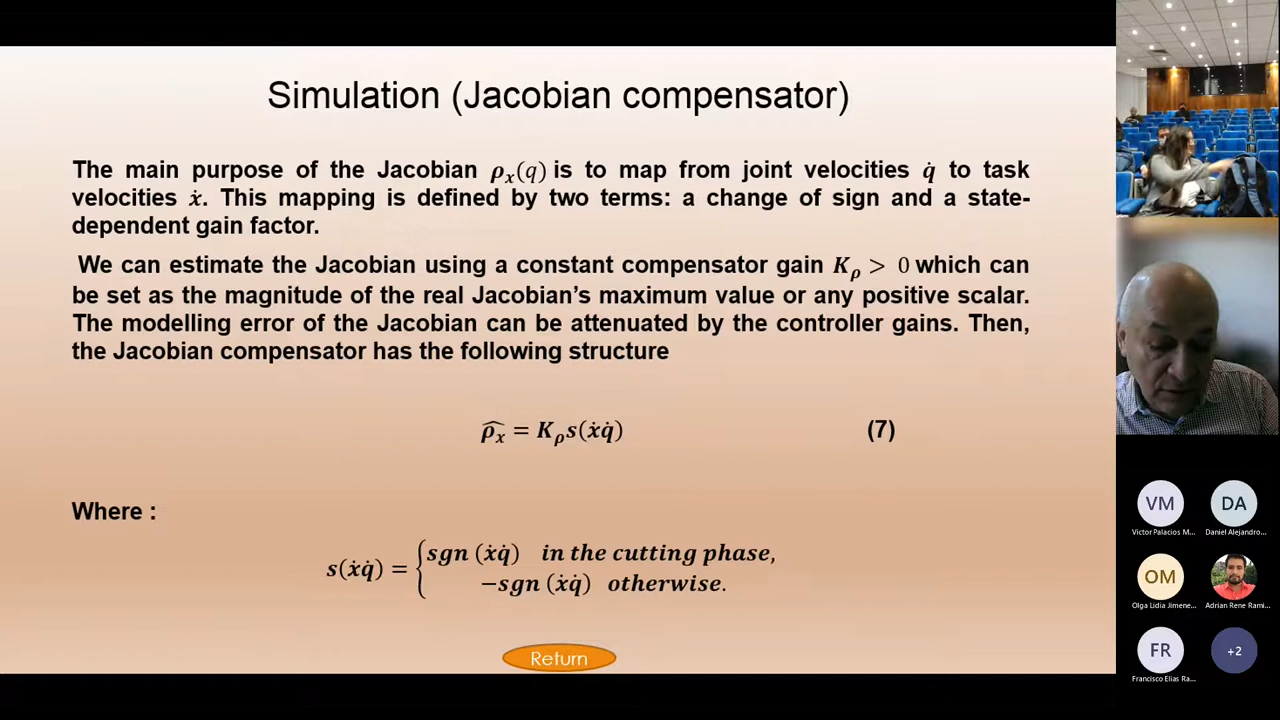 Simulation (Jacobian compensator)
The main purpose of the Jacobian ρₓ(q) is to map from joint velocities q̇ to task
velocities ẋ. This mapping is defined by two terms: a change of sign and a state-
dependent gain factor.
We can estimate the Jacobian using a constant compensator gain Kᵨ > 0 which can
be set as the magnitude of the real Jacobian's maximum value or any positive scalar.
The modelling error of the Jacobian can be attenuated by the controller gains. Then,
the Jacobian compensator has the following structure
ρ̂ₓ = Kᵨs(ẋq̇) (7)
Where :
s(ẋq̇) = { sgn (ẋq̇) in the cutting phase,
−sgn (ẋq̇) otherwise.
Return
VM
DA
Victor Palacios M...
Daniel Alejandro...
OM
Olga Lidia Jimene...
Adrian Rene Rami...
FR
+2
Francisco Elias Ra...